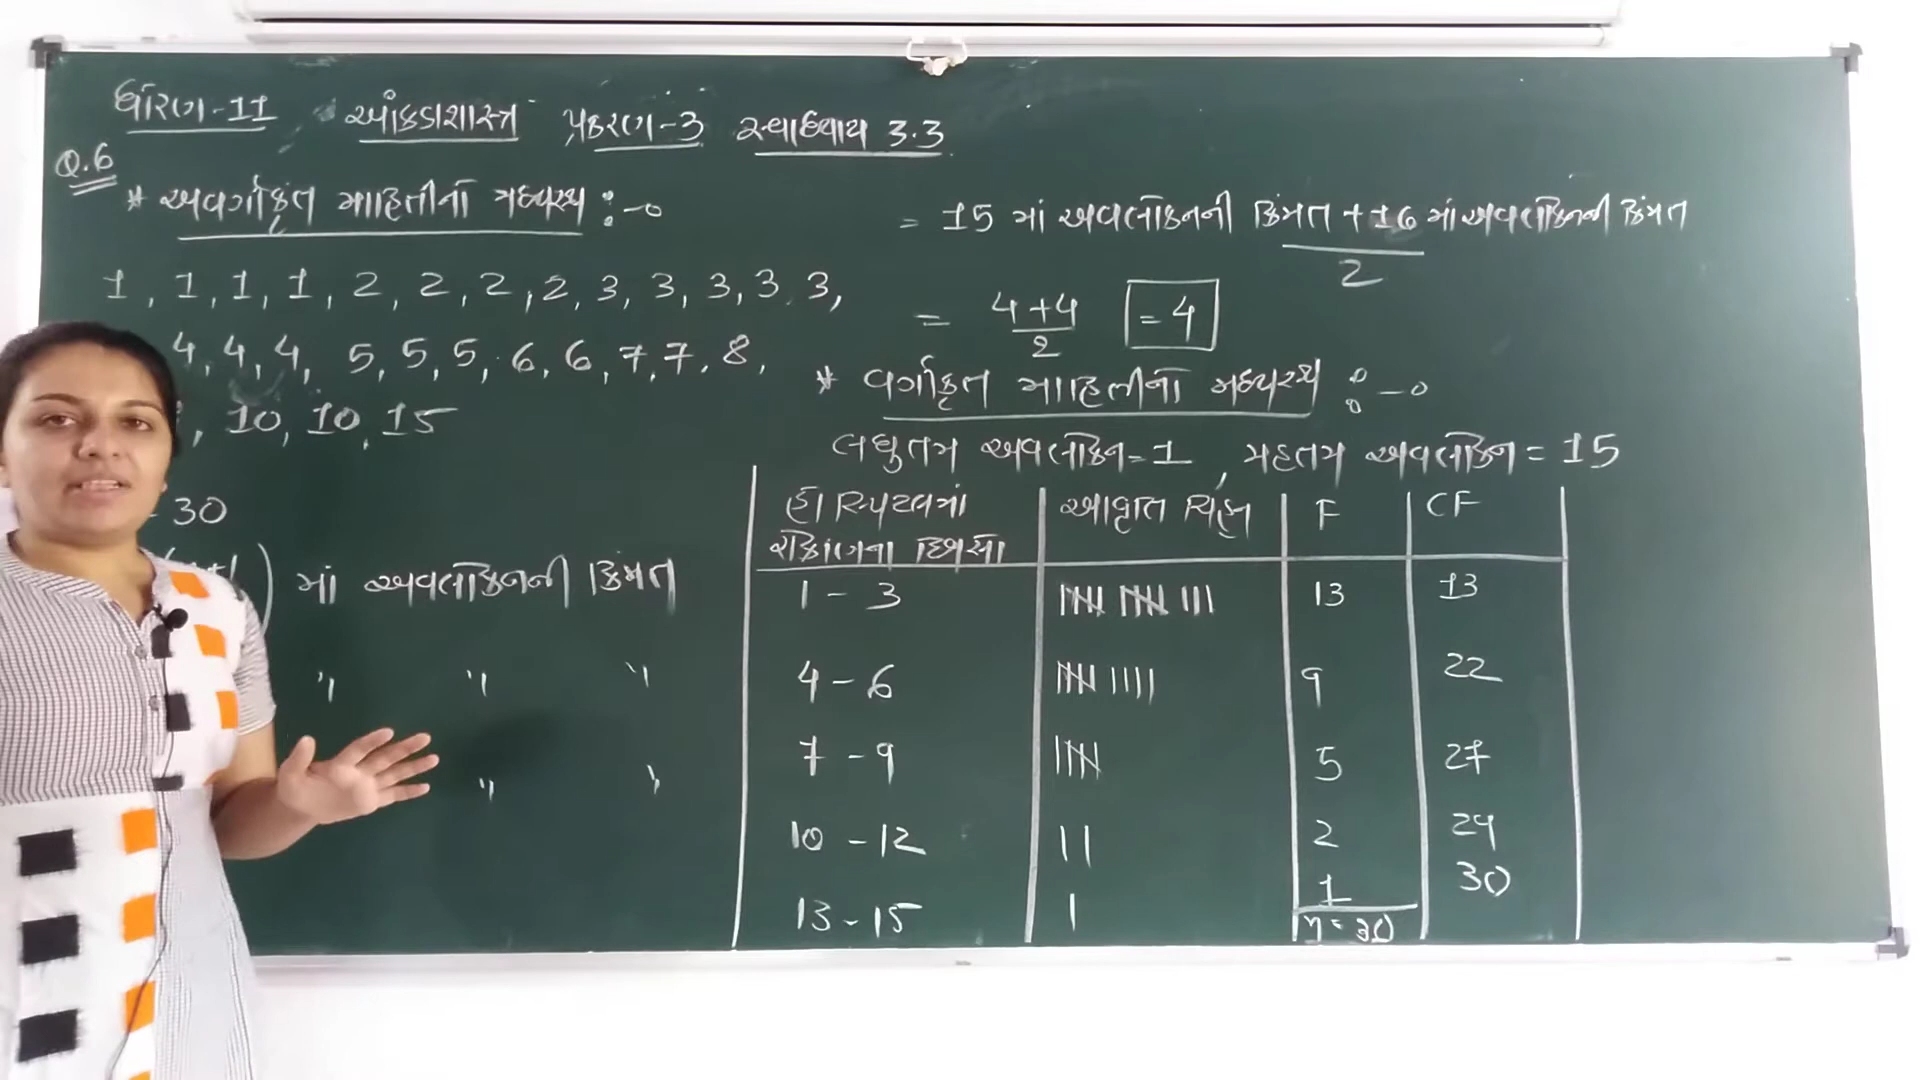 ધોરણ-11 આંકડાશાસ્ત્ર પ્રકરણ-3 સ્વાધ્યાય 3.3
Q.6
* અવર્ગીકૃત માહિતીનો મધ્યસ્થ :-
1, 1, 1, 1, 2, 2, 2, 2, 3, 3, 3, 3, 3,
4, 4, 4, 5, 5, 5, 6, 6, 7, 7, 8,
, 10, 10, 15
30
) માં અવલોકનની કિંમત
" " "
" "
= 15 માં અવલોકનની કિંમત + 16 માં અવલોકનની કિંમત
2
= 4+4 = 4
2
* વર્ગીકૃત માહિતીનો મધ્યસ્થ :-
લઘુતમ અવલોકન = 1, મહતમ અવલોકન = 15
હોસ્પિટલમાં આવૃતિ ચિહ્ન F CF
રોકાણના દિવસો
1 - 3 |||| |||| ||| 13 13
4 - 6 |||| |||| 9 22
7 - 9 |||| 5 27
10 - 12 || 2 29
13 - 15 | 1 30
n = 30